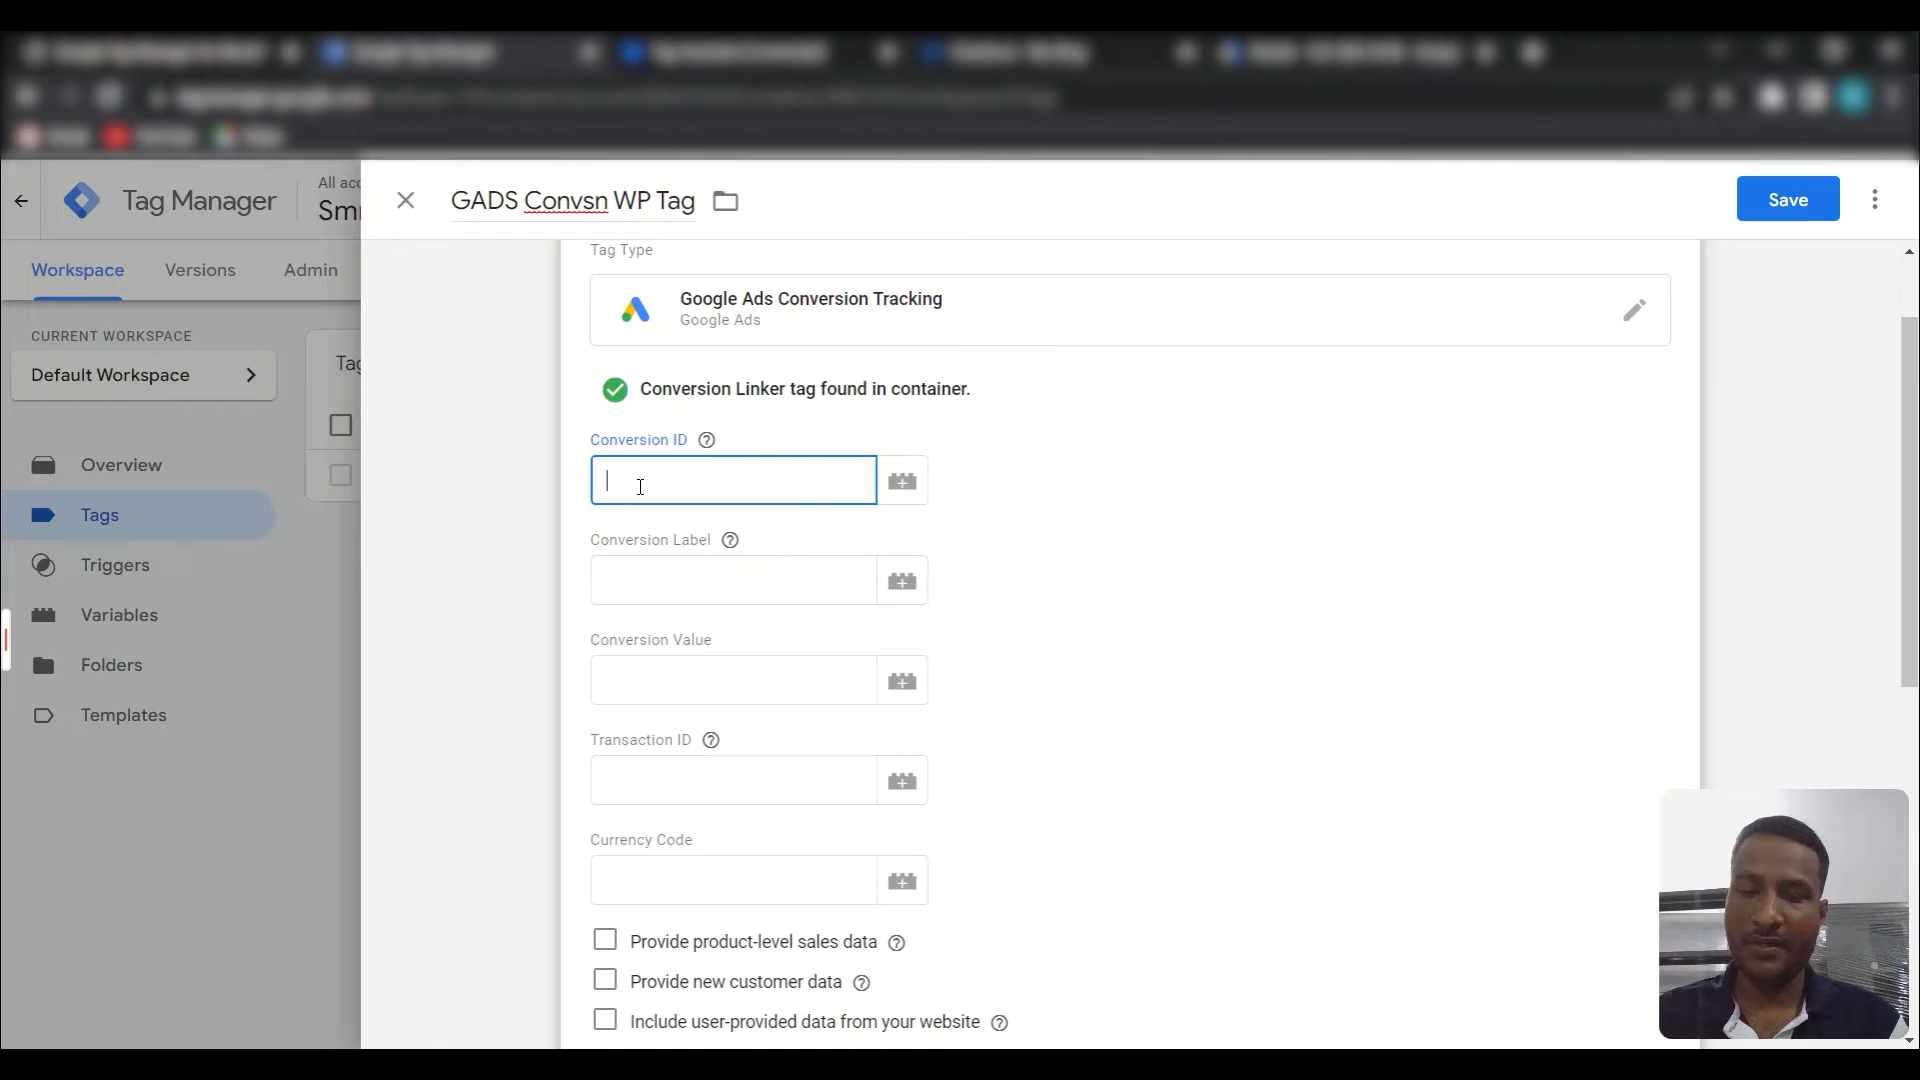 Tag Manager
All acc
Smr
GADS Convsn WP Tag
Save
Workspace
Versions
Admin
CURRENT WORKSPACE
Default Workspace
Overview
Tags
Triggers
Variables
Folders
Templates
Tag
Tag Type
Google Ads Conversion Tracking
Google Ads
Conversion Linker tag found in container.
Conversion ID
Conversion Label
Conversion Value
Transaction ID
Currency Code
Provide product-level sales data
Provide new customer data
Include user-provided data from your website